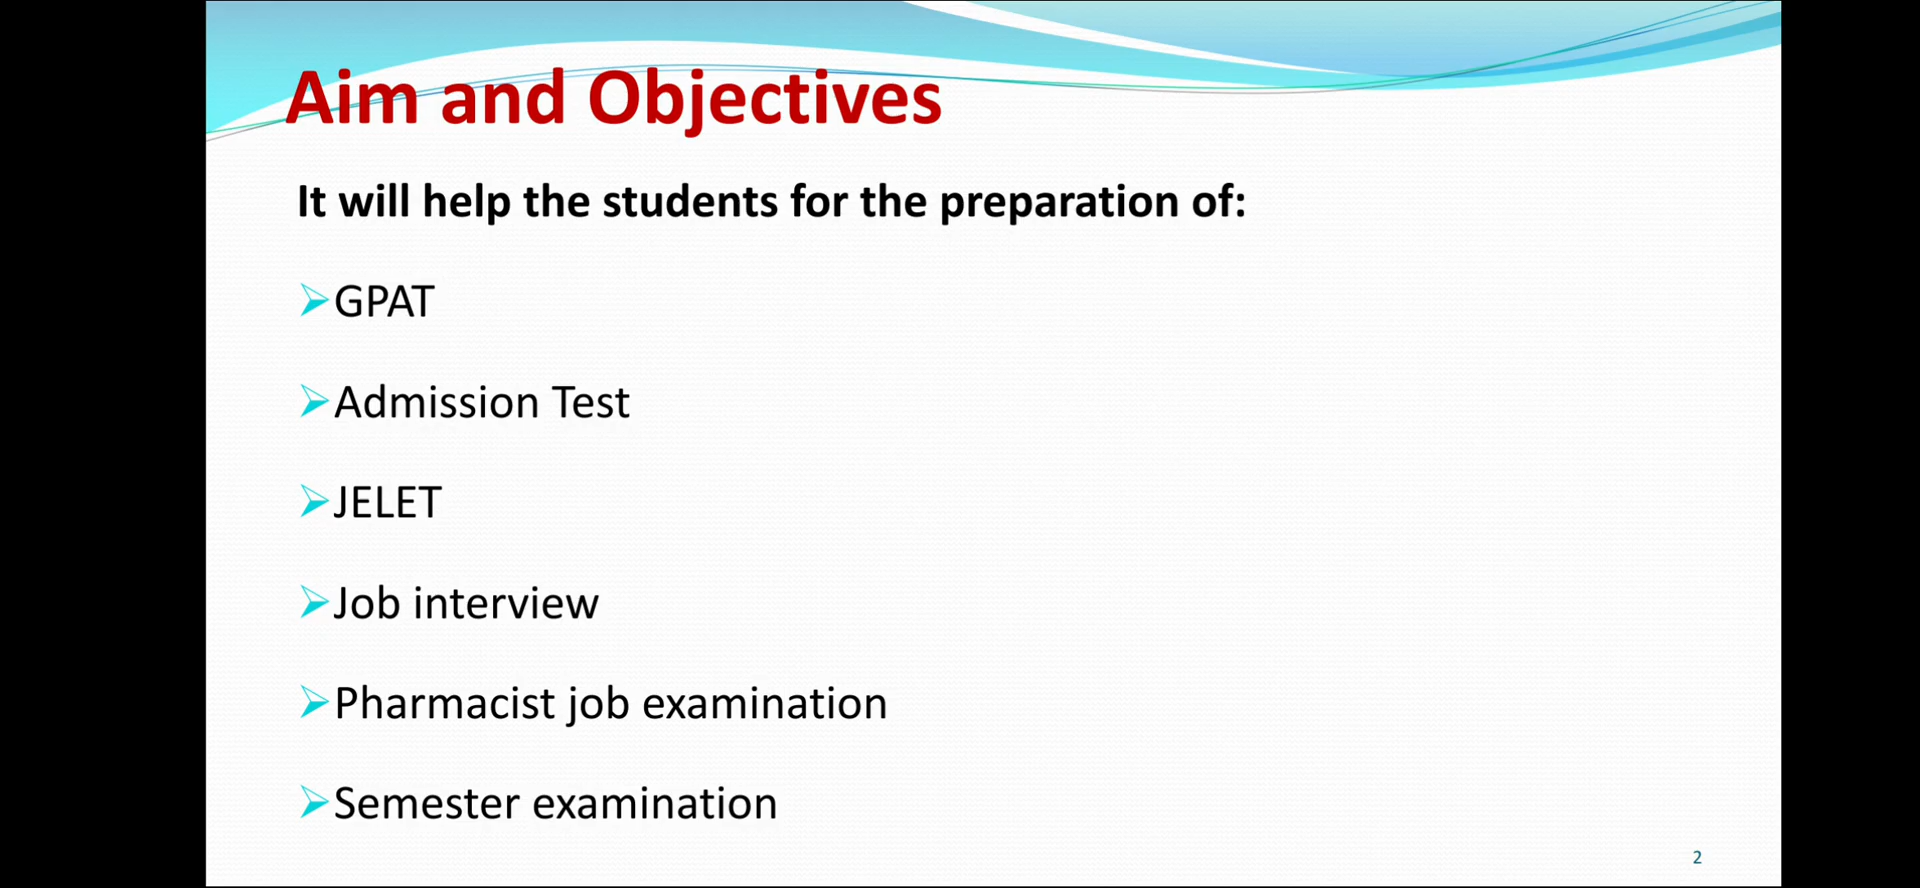 Aim and Objectives
It will help the students for the preparation of:
GPAT
Admission Test
JELET
Job interview
Pharmacist job examination
Semester examination
2